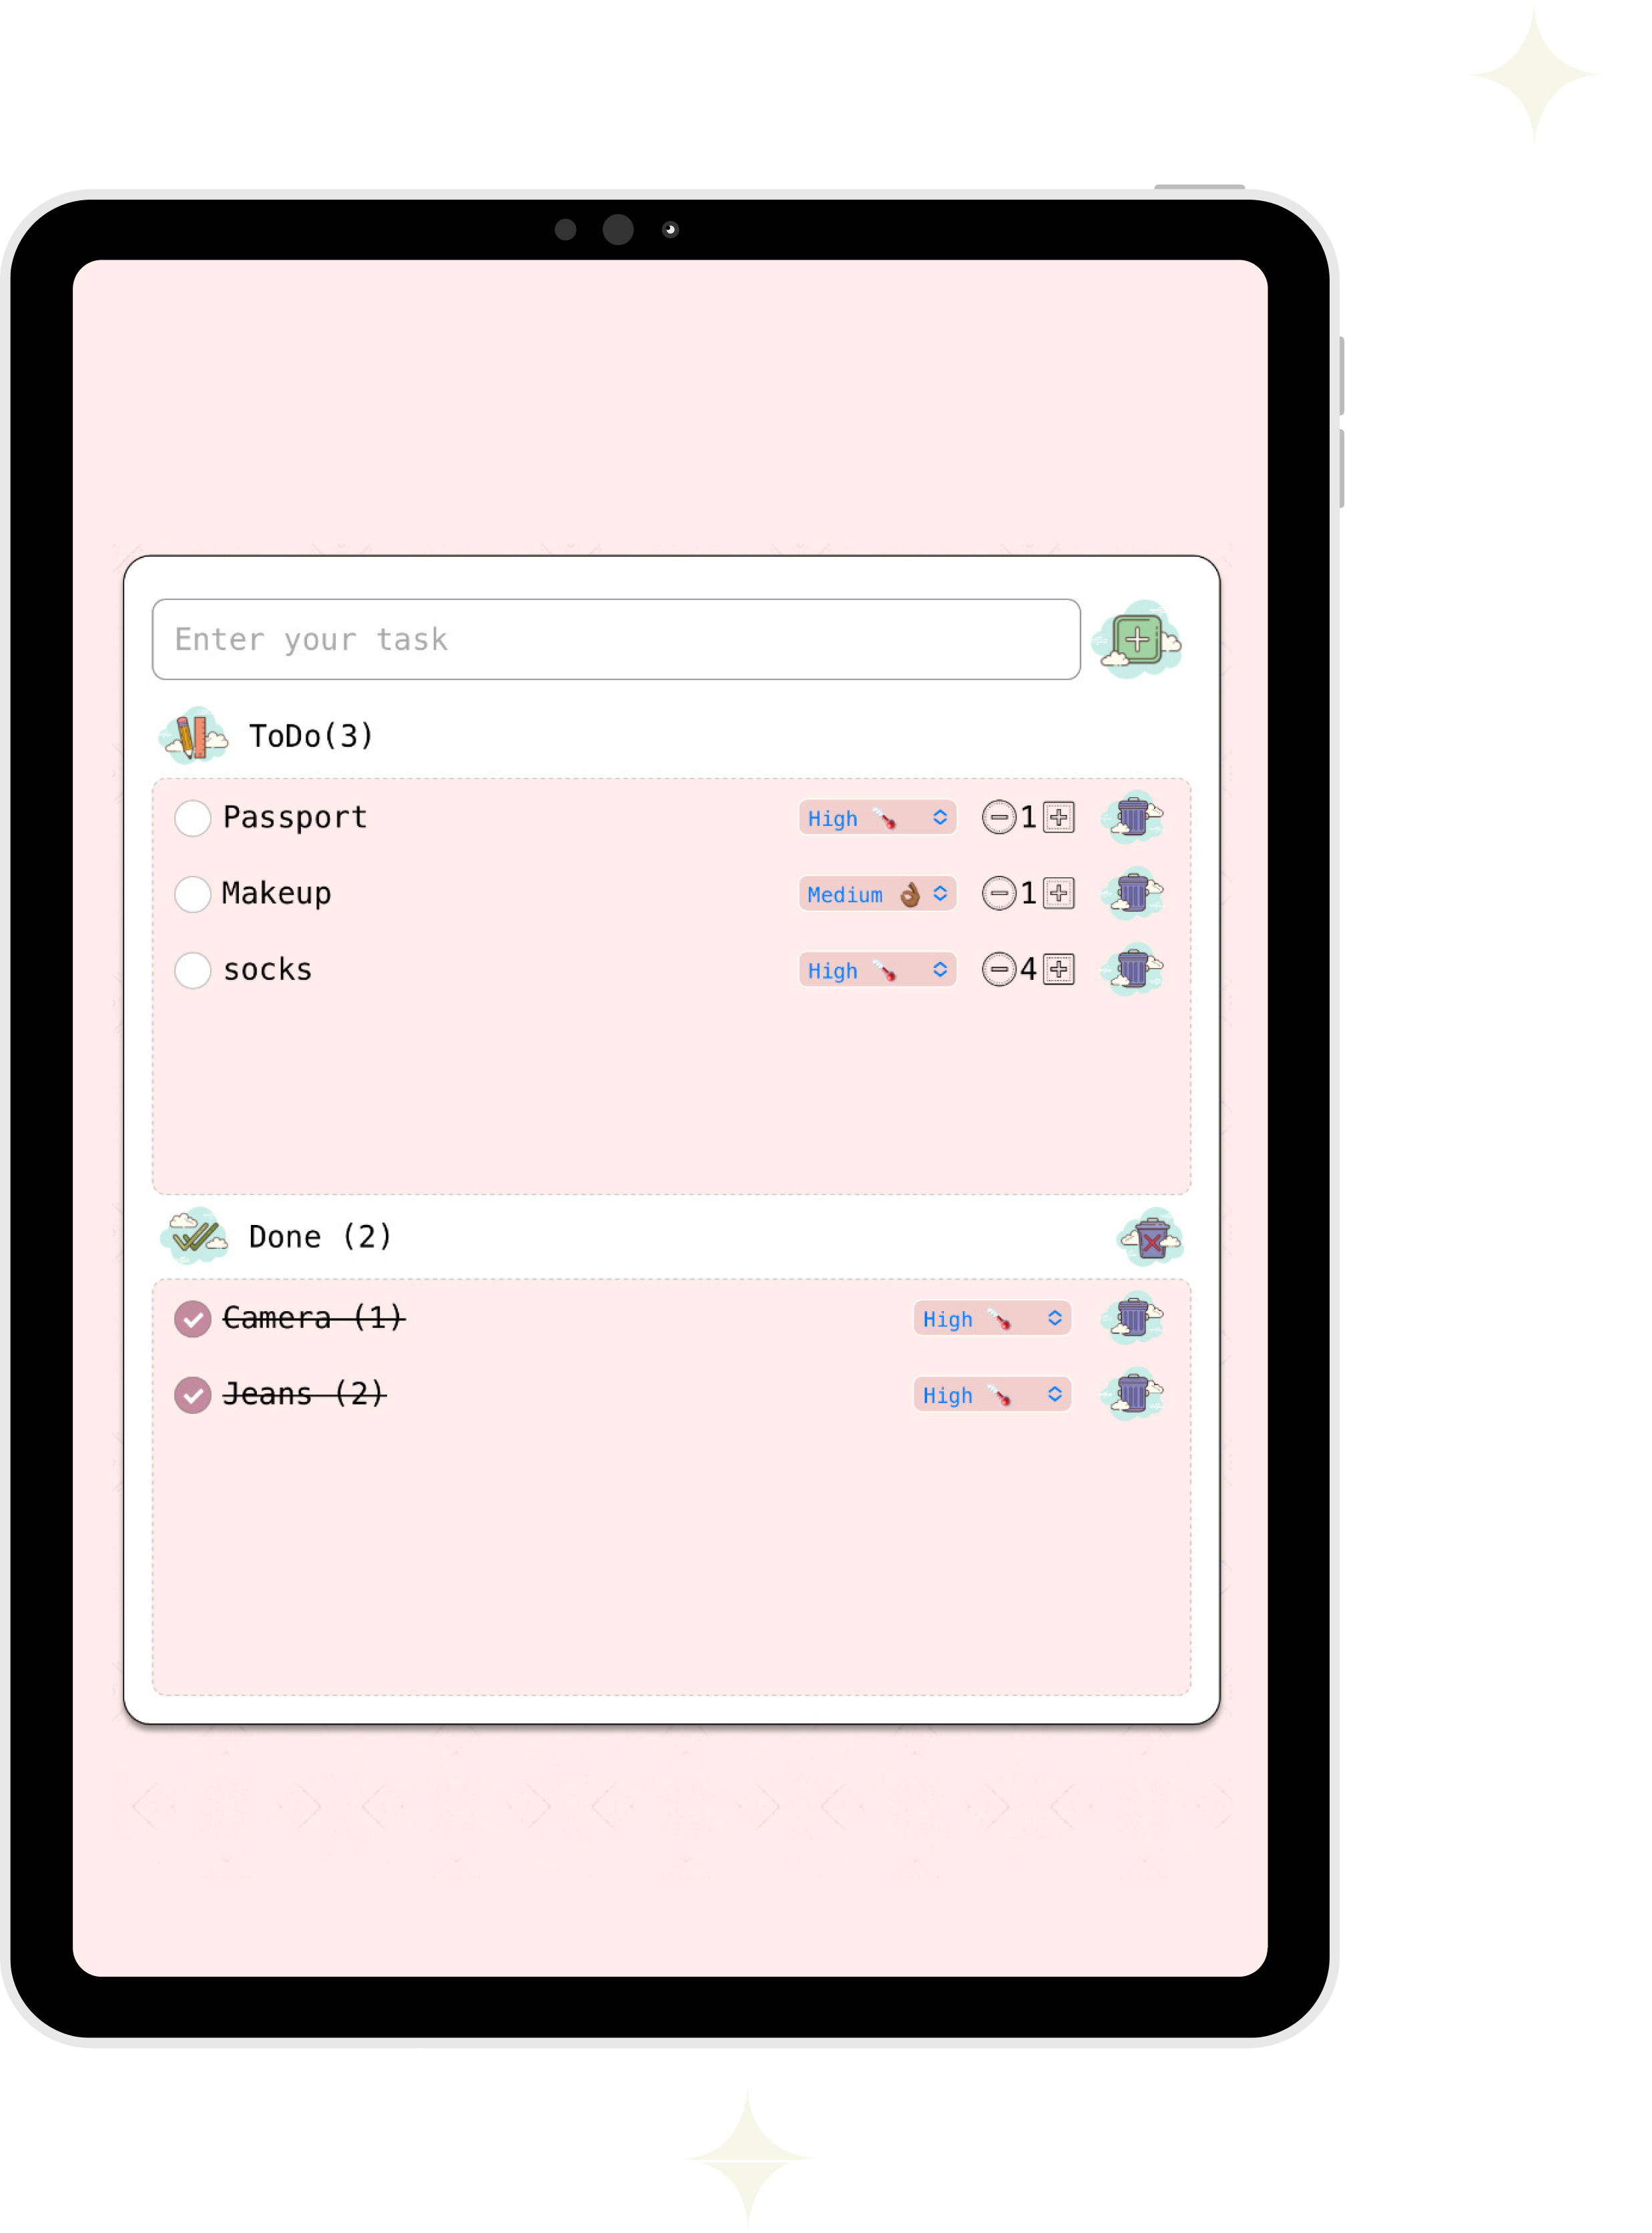 Enter your task
ToDo(3)
Passport High 1
Makeup Medium 1
socks High 4
Done (2)
Camera (1) High
Jeans (2) High